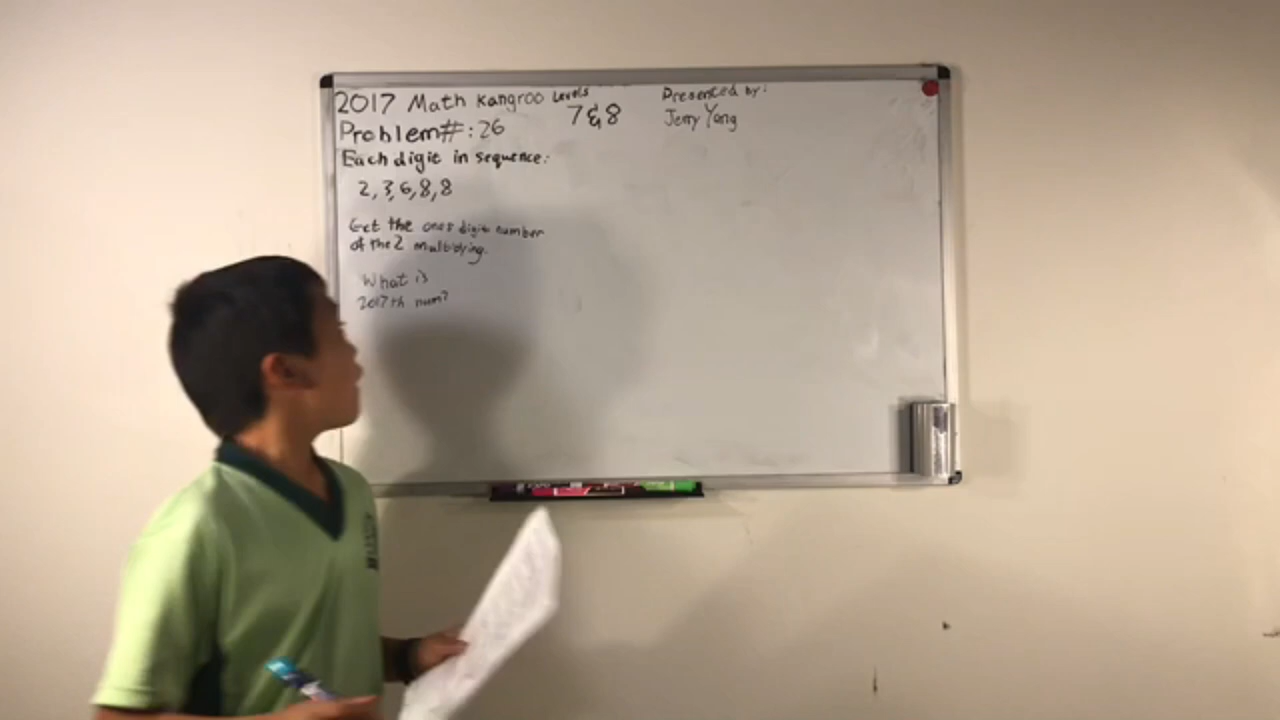 2017 Math Kangroo Levels
7 & 8
Presented by:
Jerry Yang
Problem#: 26
Each digit in sequence:
2, 3, 6, 8, 8
Get the ones digit number
of the 2 multiplying.
What is
2017th num?